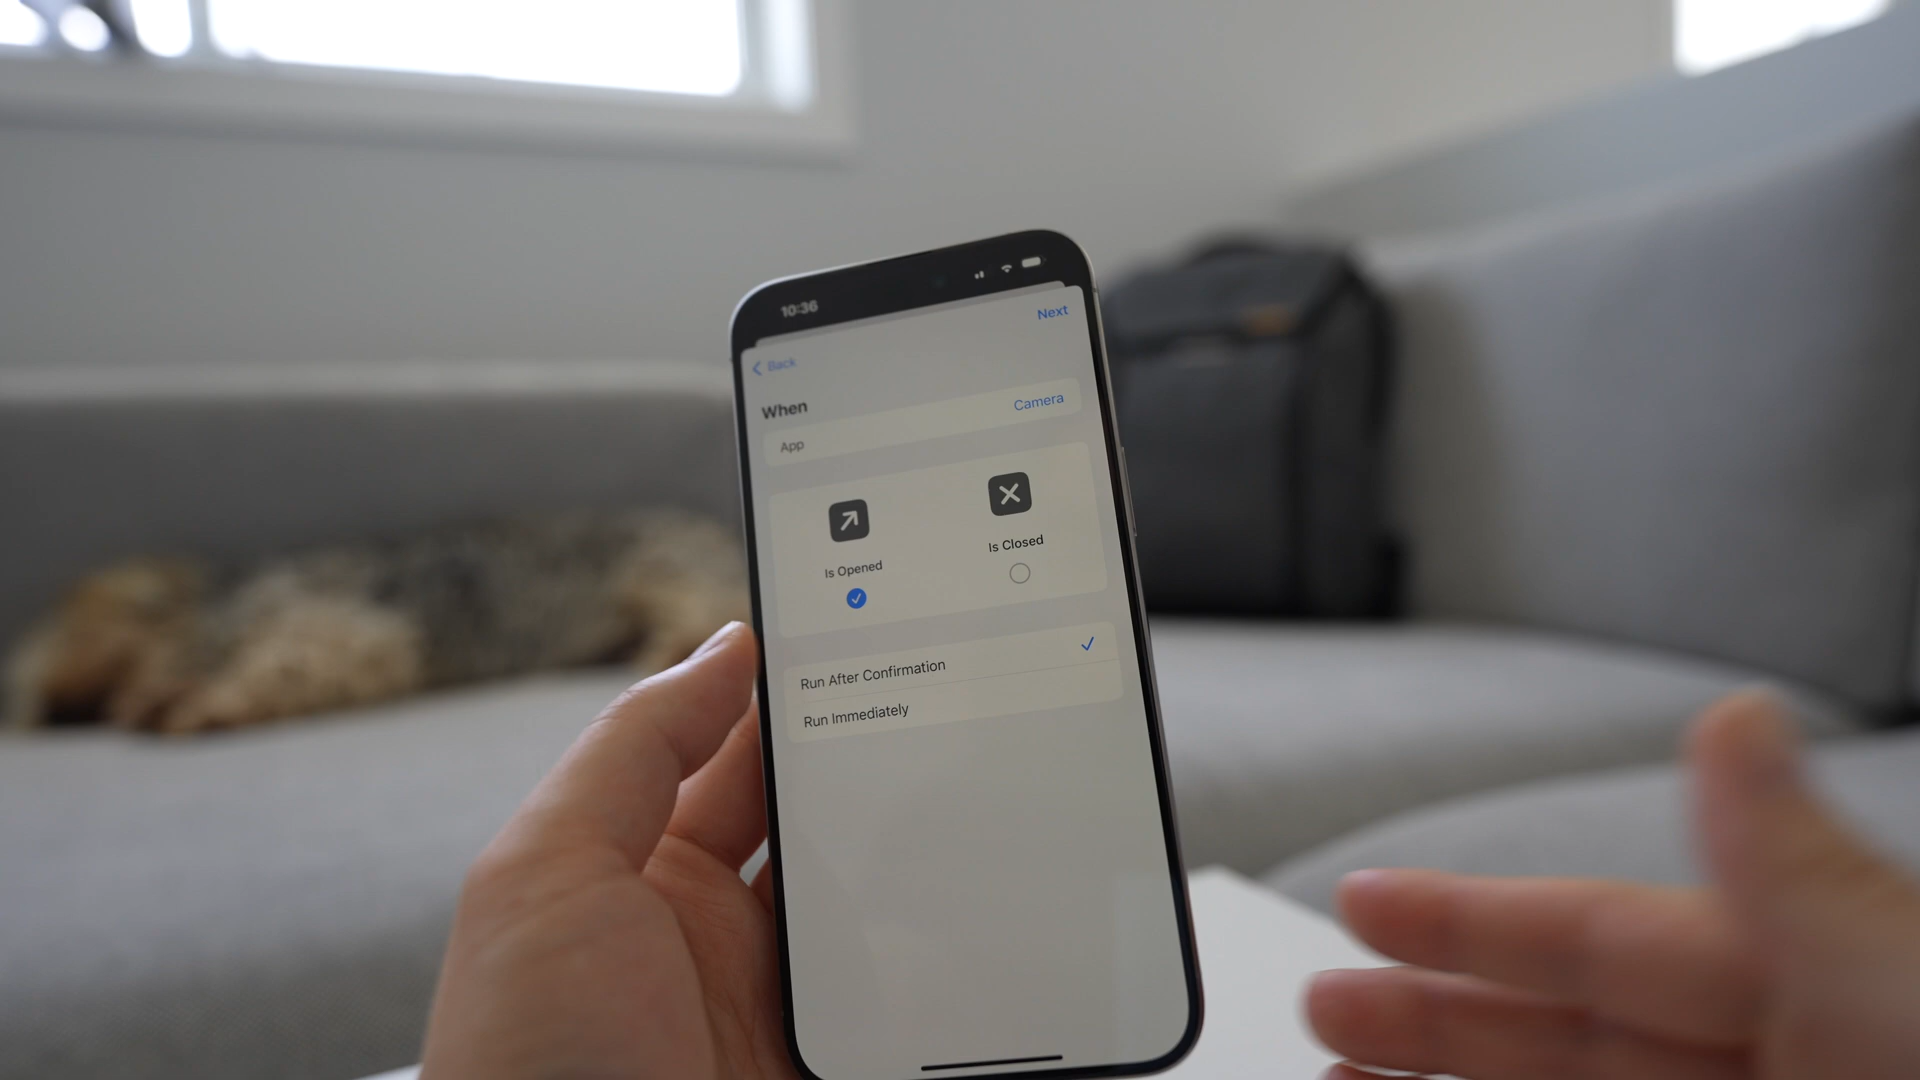 10:36
Next
Back
When
App
Camera
Is Opened
Is Closed
Run After Confirmation
Run Immediately